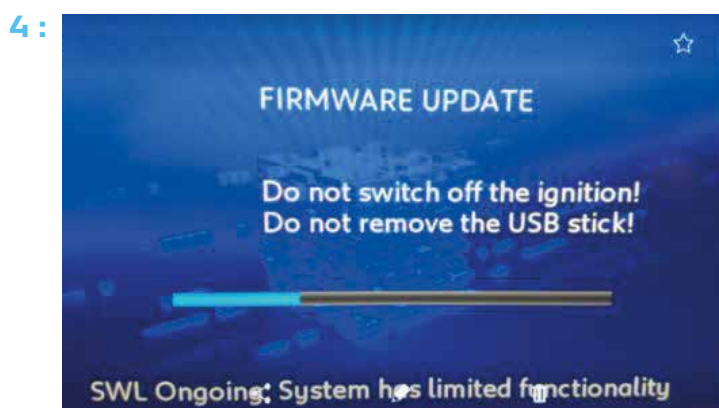 4 :
FIRMWARE UPDATE
Do not switch off the ignition!
Do not remove the USB stick!
SWL Ongoing: System has limited functionality